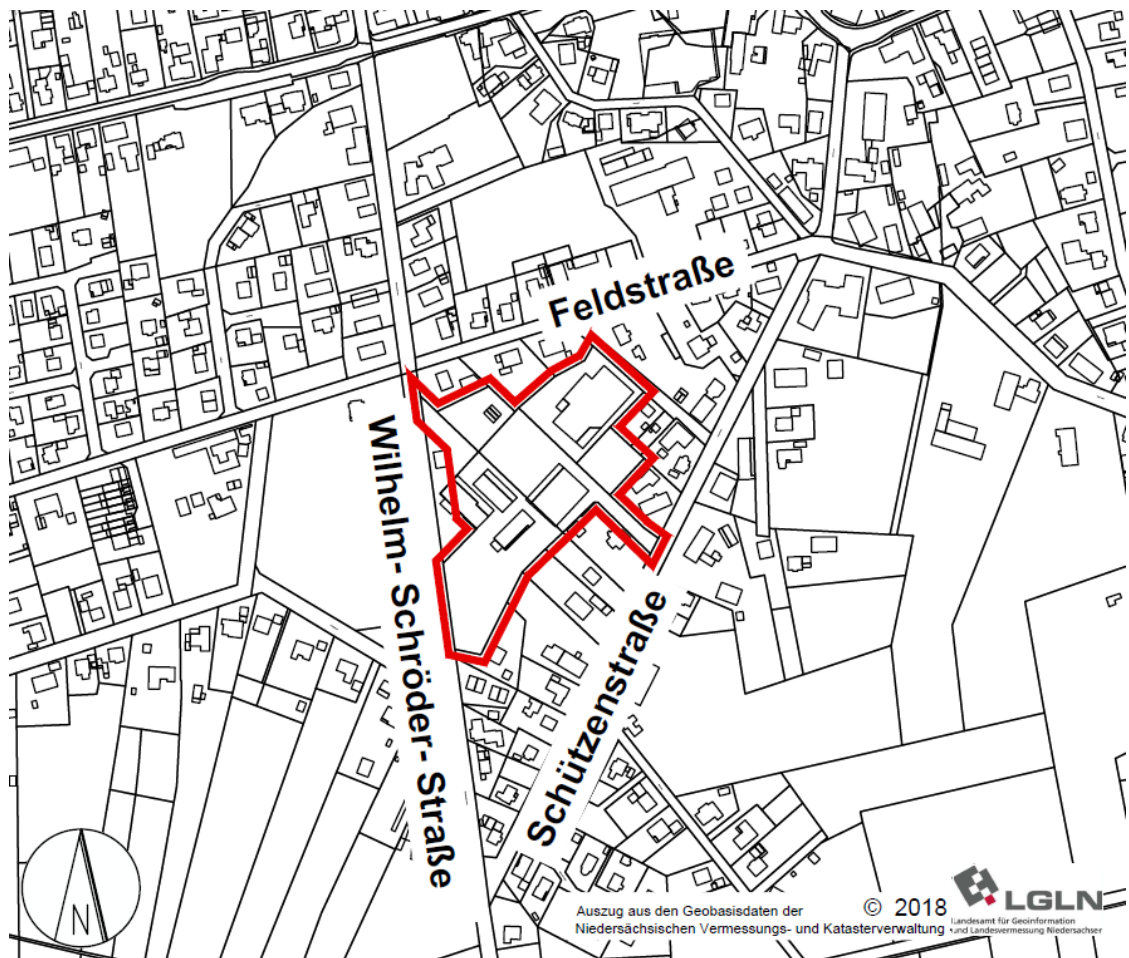 Feldstraße
Wilhelm- Schröder- Straße
Schützenstraße
N
Auszug aus den Geobasisdaten der
Niedersächsischen Vermessungs- und Katasterverwaltung
© 2018
LGLN
Landesamt für Geoinformation
und Landesvermessung Niedersachsen